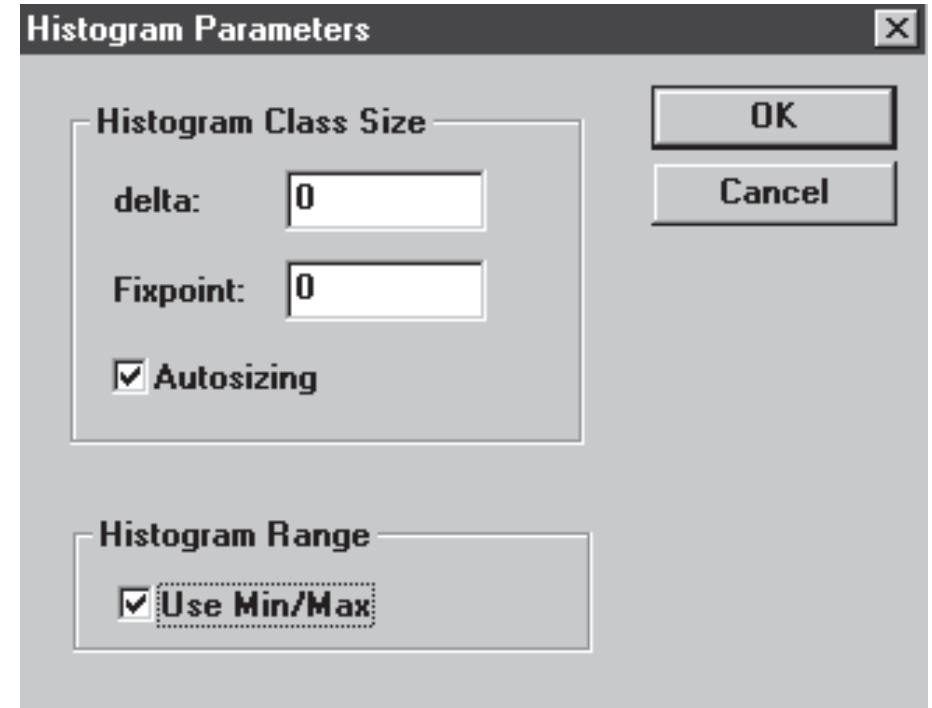 Histogram Parameters
Histogram Class Size
delta: 0
Fixpoint: 0
Autosizing
Histogram Range
Use Min/Max
OK
Cancel